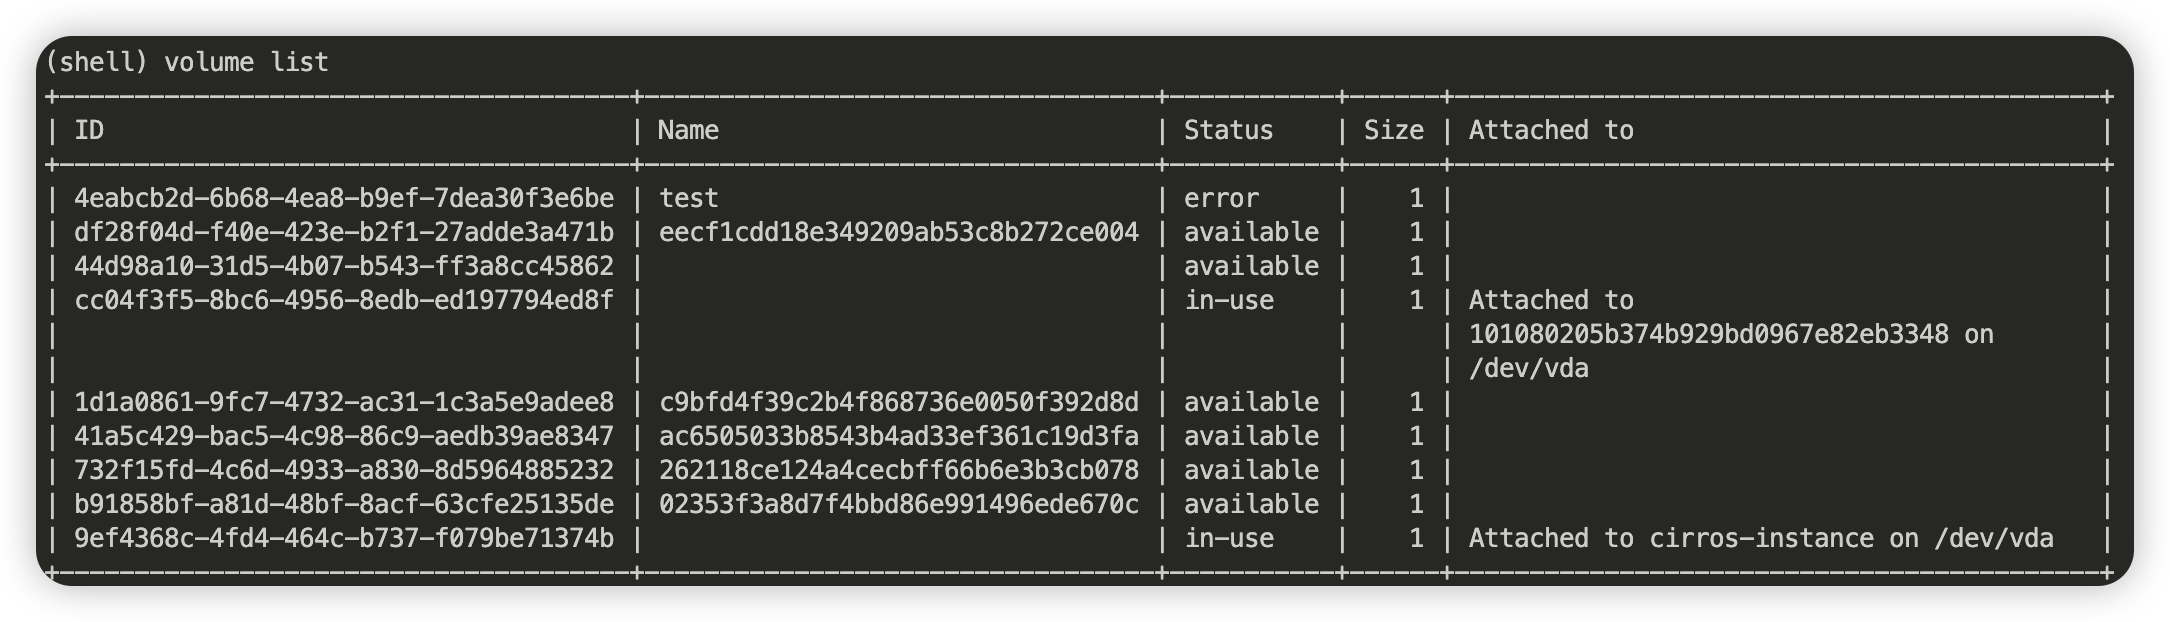 (shell) volume list
+--------------------------------------+----------------------------------+-----------+------+-------------------------------------------+
| ID                                   | Name                             | Status    | Size | Attached to                               |
+--------------------------------------+----------------------------------+-----------+------+-------------------------------------------+
| 4eabcb2d-6b68-4ea8-b9ef-7dea30f3e6be | test                             | error     |    1 |                                           |
| df28f04d-f40e-423e-b2f1-27adde3a471b | eecf1cdd18e349209ab53c8b272ce004 | available |    1 |                                           |
| 44d98a10-31d5-4b07-b543-ff3a8cc45862 |                                  | available |    1 |                                           |
| cc04f3f5-8bc6-4956-8edb-ed197794ed8f |                                  | in-use    |    1 | Attached to                               |
|                                      |                                  |           |      | 101080205b374b929bd0967e82eb3348 on       |
|                                      |                                  |           |      | /dev/vda                                  |
| 1d1a0861-9fc7-4732-ac31-1c3a5e9adee8 | c9bfd4f39c2b4f868736e0050f392d8d | available |    1 |                                           |
| 41a5c429-bac5-4c98-86c9-aedb39ae8347 | ac6505033b8543b4ad33ef361c19d3fa | available |    1 |                                           |
| 732f15fd-4c6d-4933-a830-8d5964885232 | 262118ce124a4cecbff66b6e3b3cb078 | available |    1 |                                           |
| b91858bf-a81d-48bf-8acf-63cfe25135de | 02353f3a8d7f4bbd86e991496ede670c | available |    1 |                                           |
| 9ef4368c-4fd4-464c-b737-f079be71374b |                                  | in-use    |    1 | Attached to cirros-instance on /dev/vda   |
+--------------------------------------+----------------------------------+-----------+------+-------------------------------------------+